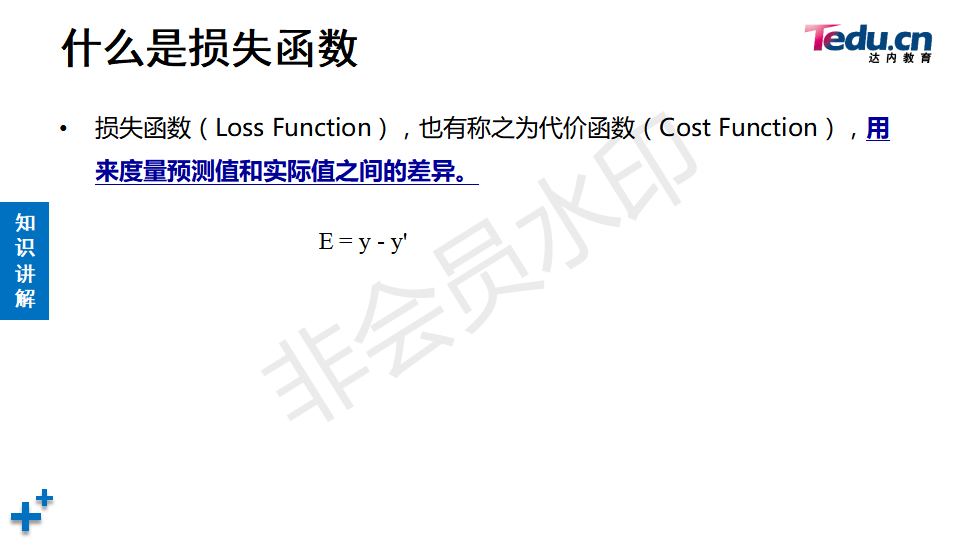 什么是损失函数
Tedu.cn
达内教育
• 损失函数（Loss Function），也有称之为代价函数（Cost Function），用
来度量预测值和实际值之间的差异。
知
识
讲
解
E = y - y'
非会员水印